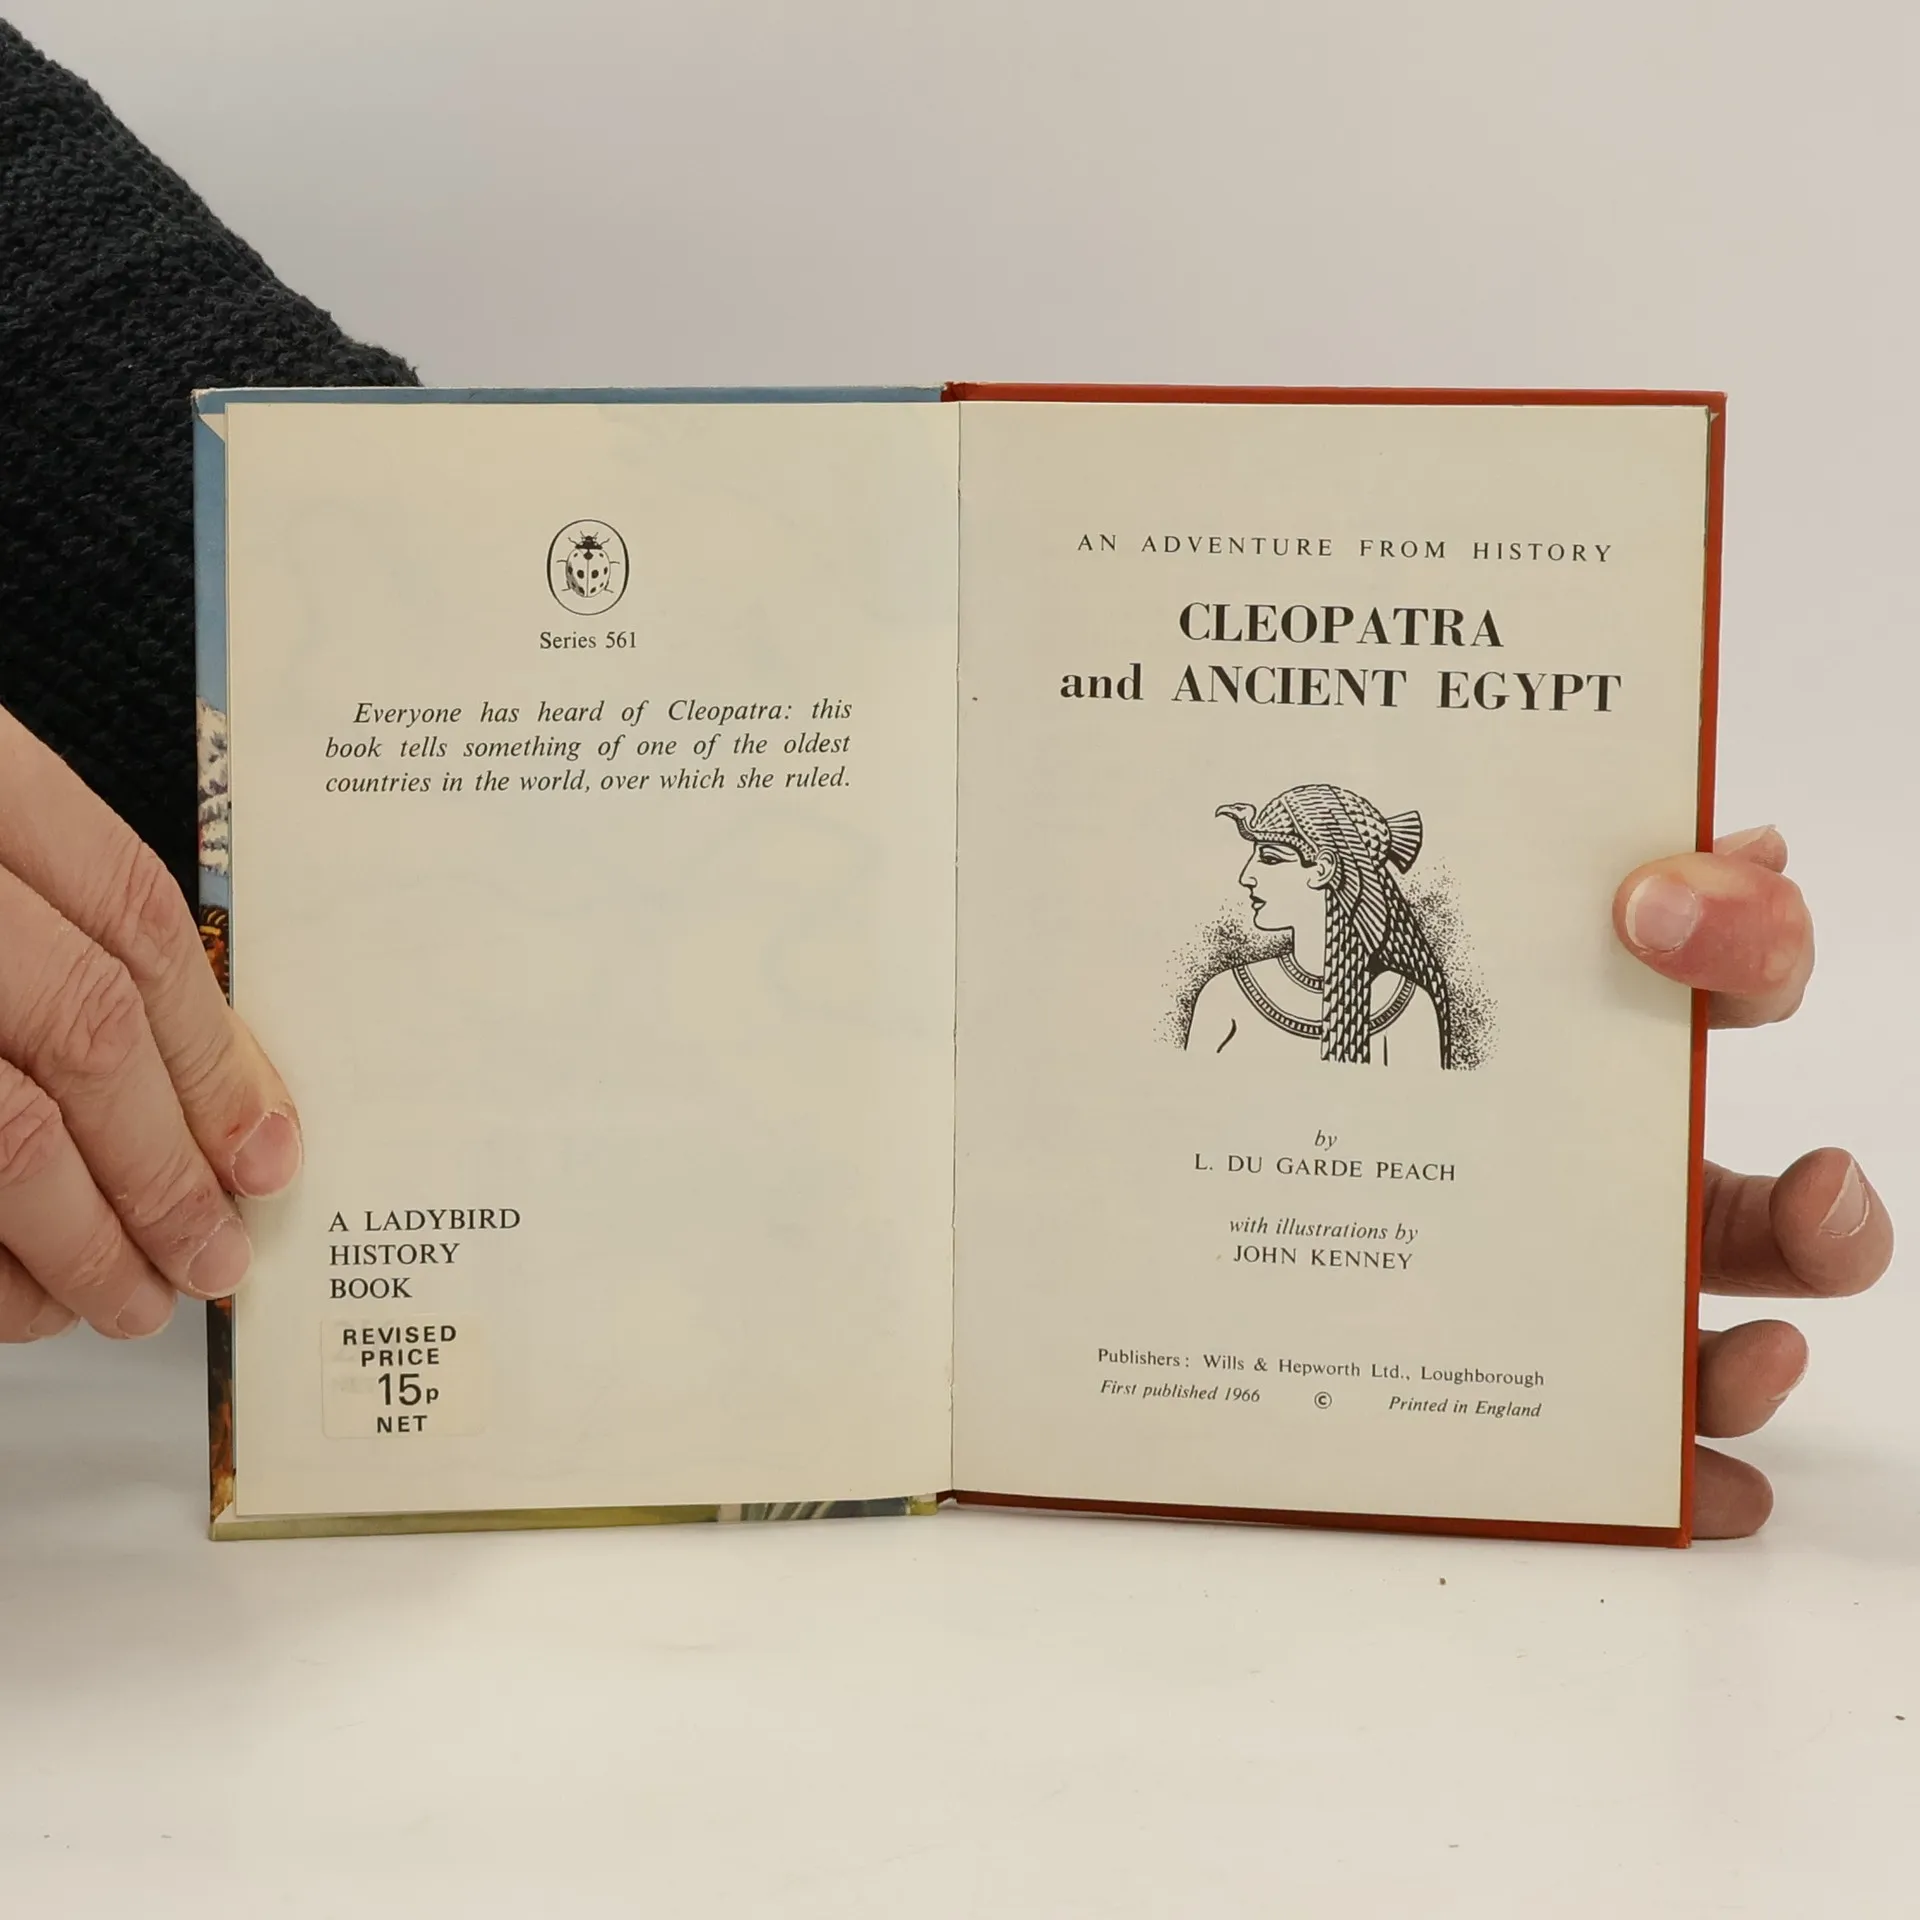 Series 561
Everyone has heard of Cleopatra: this
book tells something of one of the oldest
countries in the world, over which she ruled.
A LADYBIRD
HISTORY
BOOK
REVISED
PRICE
15p
NET
AN ADVENTURE FROM HISTORY
CLEOPATRA
and ANCIENT EGYPT
by
L. DU GARDE PEACH
with illustrations by
JOHN KENNEY
Publishers: Wills & Hepworth Ltd., Loughborough
First published 1966 © Printed in England